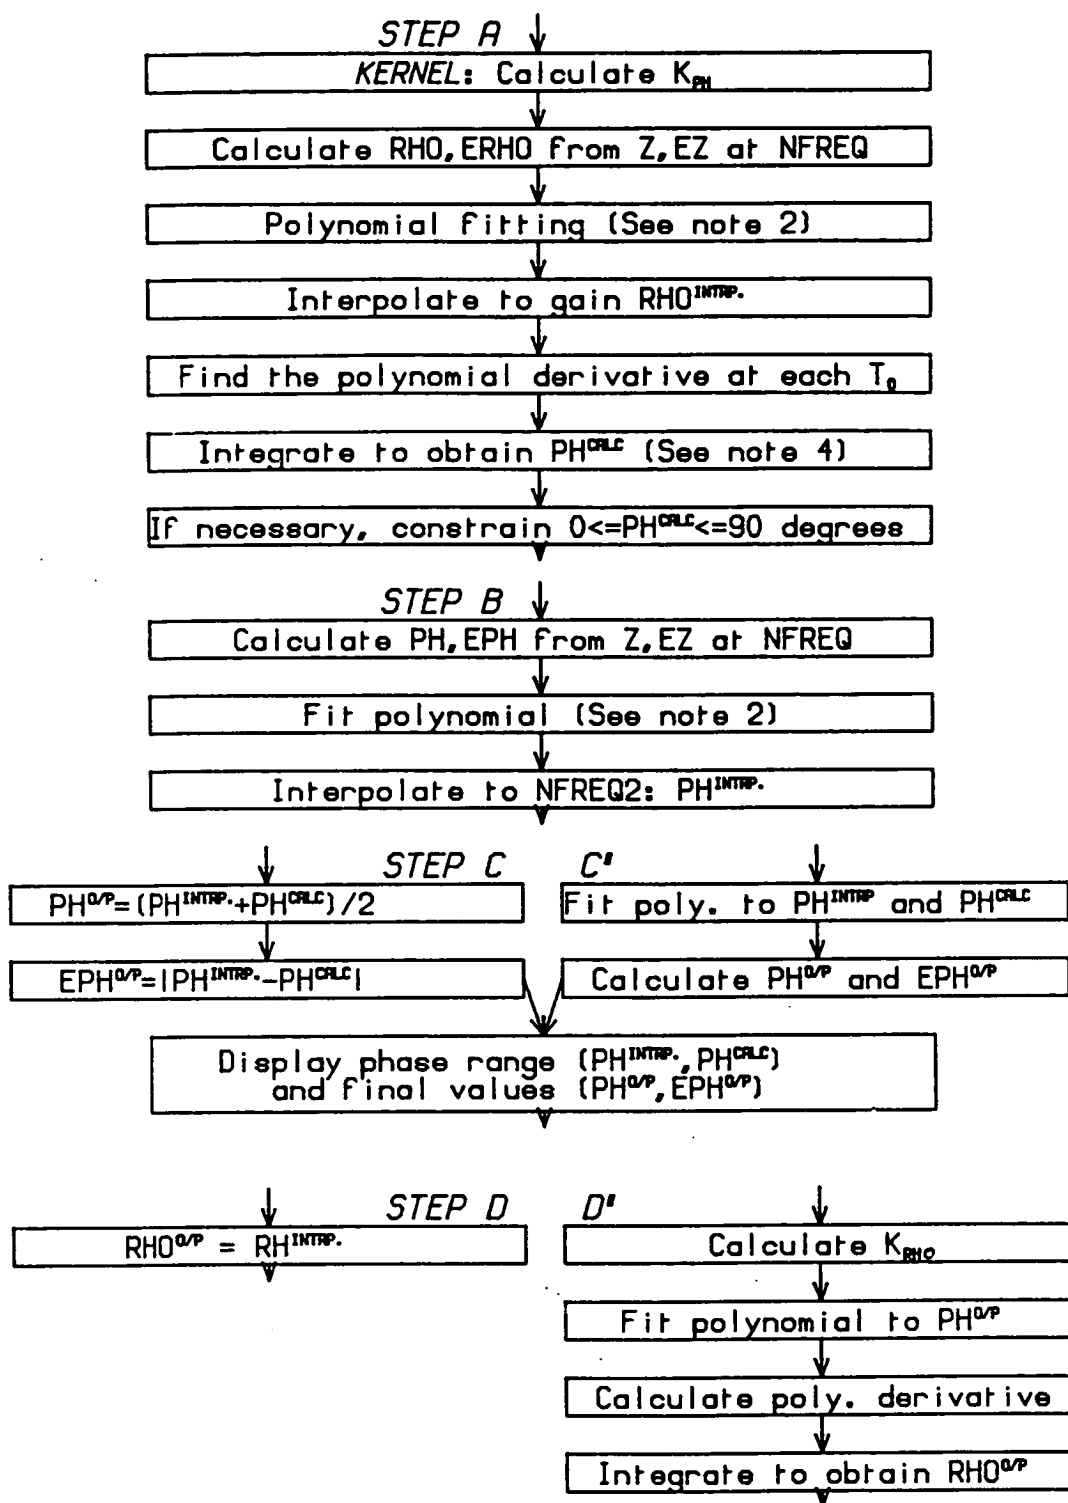 STEP A
KERNEL: Calculate K_PH
Calculate RHO,ERHO from Z,EZ at NFREQ
Polynomial fitting (See note 2)
Interpolate to gain RHO^INTRP.
Find the polynomial derivative at each T_0
Integrate to obtain PH^CALC (See note 4)
If necessary, constrain 0<=PH^CALC<=90 degrees
STEP B
Calculate PH,EPH from Z,EZ at NFREQ
Fit polynomial (See note 2)
Interpolate to NFREQ2: PH^INTRP.
STEP C
PH^O/P=(PH^INTRP.+PH^CALC)/2
EPH^O/P=|PH^INTRP.-PH^CALC|
C'
Fit poly. to PH^INTRP and PH^CALC
Calculate PH^O/P and EPH^O/P
Display phase range (PH^INTRP.,PH^CALC)
and final values (PH^O/P,EPH^O/P)
STEP D
RHO^O/P = RH^INTRP.
D'
Calculate K_RHO
Fit polynomial to PH^O/P
Calculate poly. derivative
Integrate to obtain RHO^O/P